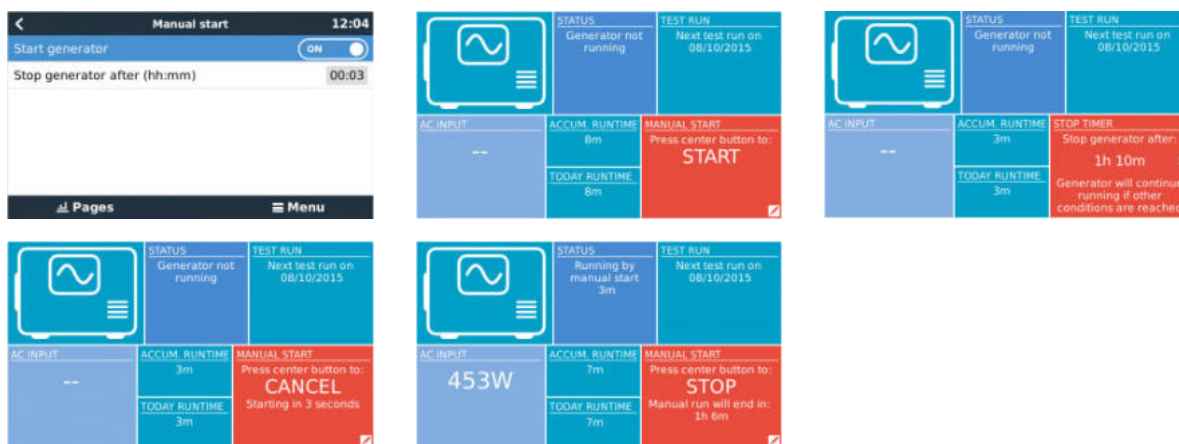 Manual start 12:04
Start generator ON
Stop generator after (hh:mm) 00:03
Pages Menu
STATUS
Generator not
running
TEST RUN
Next test run on
08/10/2015
AC INPUT
--
ACCUM. RUNTIME
8m
TODAY RUNTIME
8m
MANUAL START
Press center button to:
START
STATUS
Generator not
running
TEST RUN
Next test run on
08/10/2015
AC INPUT
--
ACCUM. RUNTIME
3m
TODAY RUNTIME
3m
STOP TIMER
Stop generator after:
1h 10m
Generator will continue
running if other
conditions are reached
STATUS
Generator not
running
TEST RUN
Next test run on
08/10/2015
AC INPUT
--
ACCUM. RUNTIME
3m
TODAY RUNTIME
3m
MANUAL START
Press center button to:
CANCEL
Starting in 3 seconds
STATUS
Running by
manual start
3m
TEST RUN
Next test run on
08/10/2015
AC INPUT
453W
ACCUM. RUNTIME
7m
TODAY RUNTIME
7m
MANUAL START
Press center button to:
STOP
Manual run will end in:
1h 6m